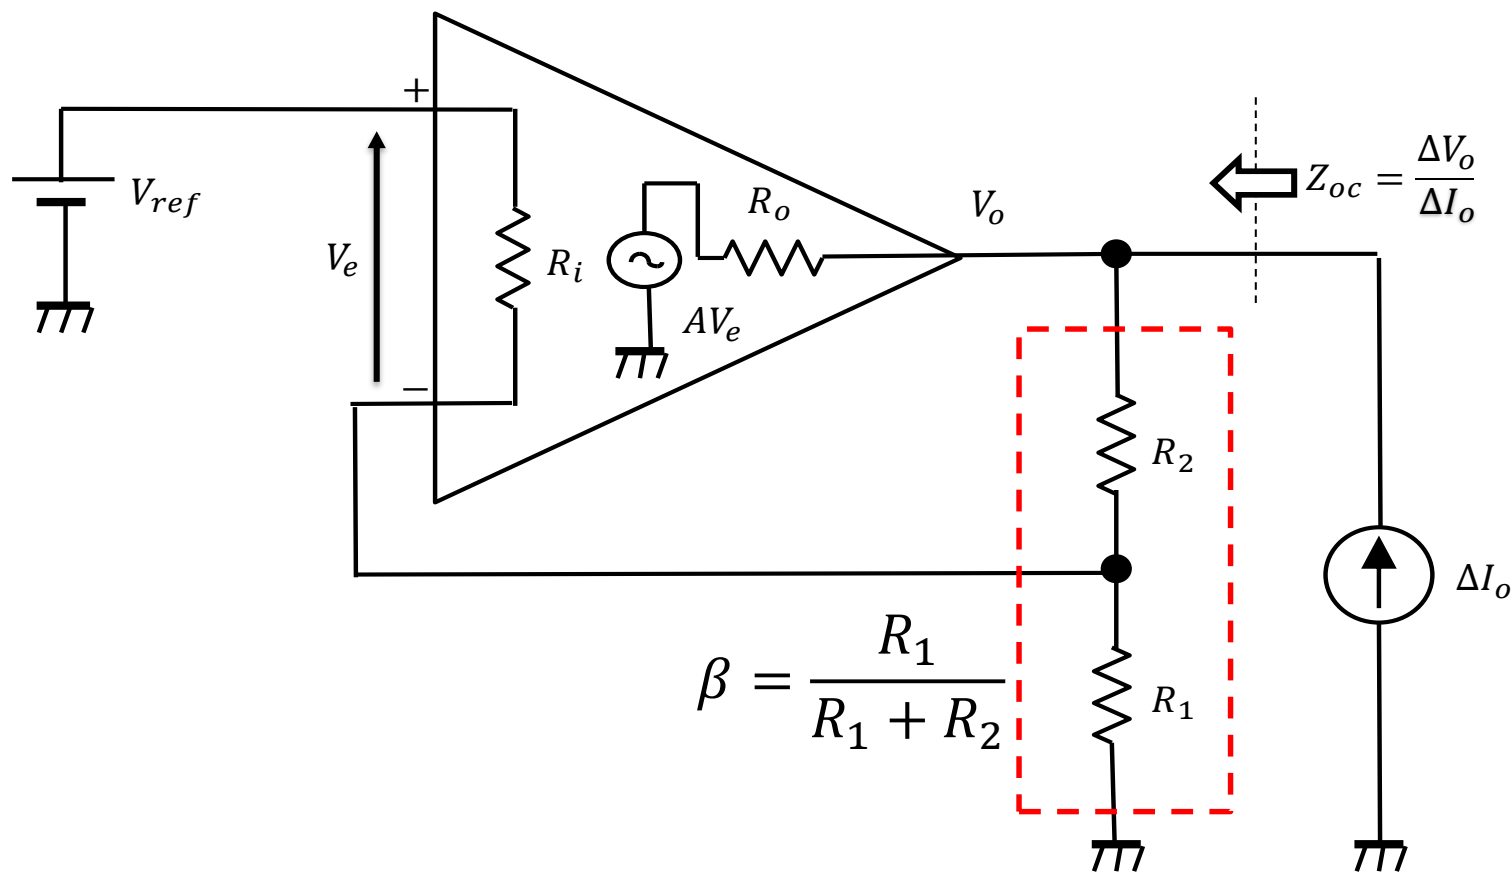 +
V_ref
V_e
R_i
R_o
AV_e
−
V_o
Z_oc = ΔV_o / ΔI_o
R_2
ΔI_o
β = R_1 / (R_1 + R_2)
R_1